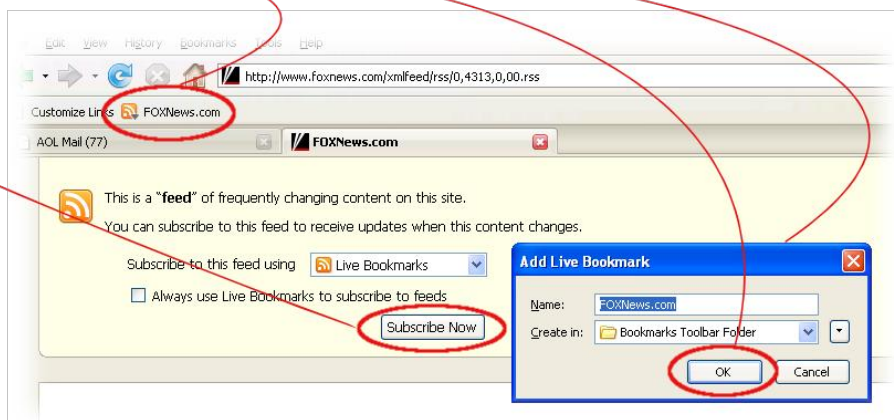 Edit View History Bookmarks Tools Help
http://www.foxnews.com/xmlfeed/rss/0,4313,0,00.rss
Customize Links FOXNews.com
AOL Mail (77) FOXNews.com
This is a "feed" of frequently changing content on this site.
You can subscribe to this feed to receive updates when this content changes.
Subscribe to this feed using Live Bookmarks
Always use Live Bookmarks to subscribe to feeds
Subscribe Now
Add Live Bookmark
Name: FOXNews.com
Create in: Bookmarks Toolbar Folder
OK Cancel